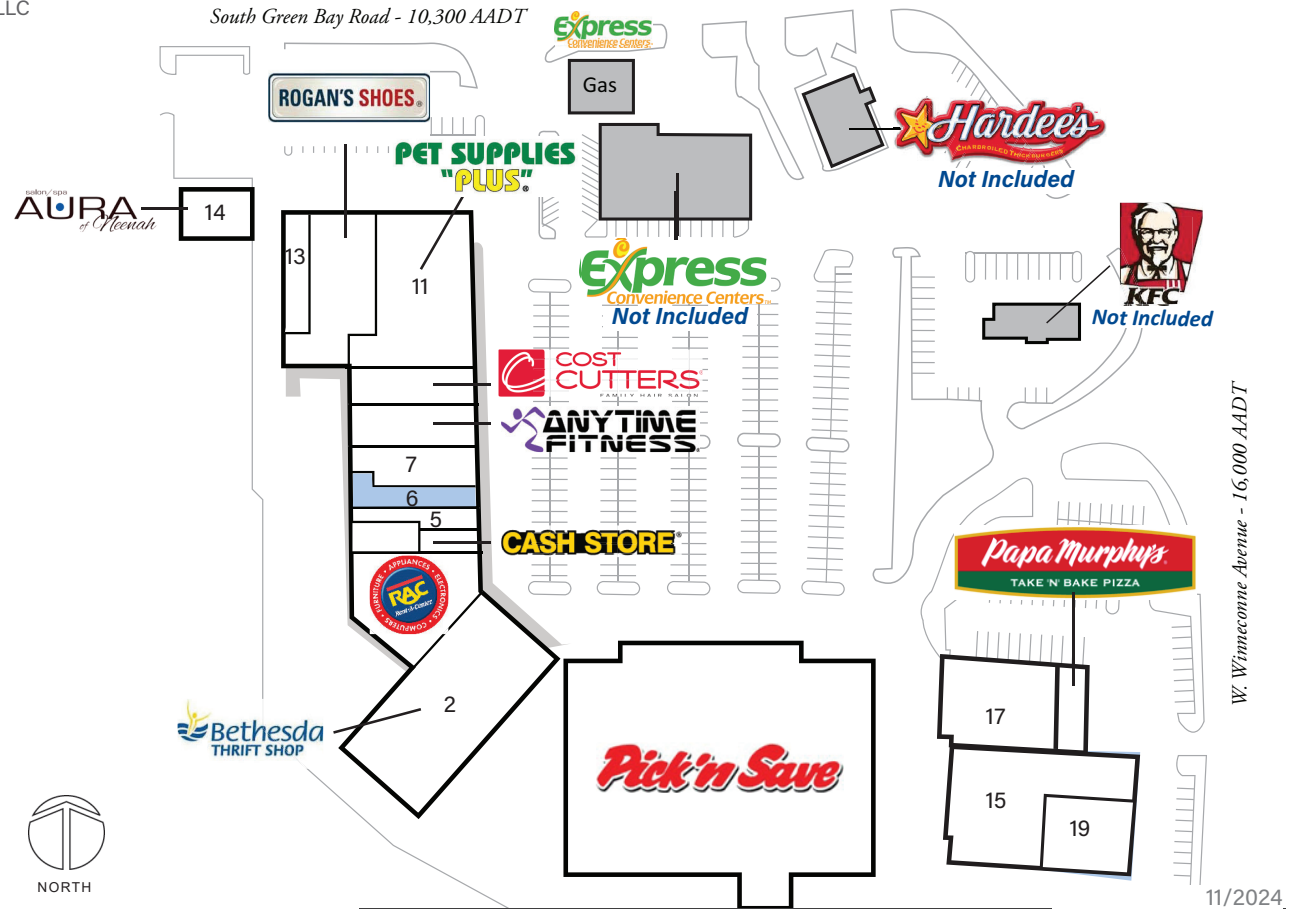 LLC
South Green Bay Road - 10,300 AADT
Express
Convenience Centers
Gas
ROGAN'S SHOES®
Hardee's
CHARBROILED THICKBURGERS
Not Included
PET SUPPLIES
"PLUS"®
salon/spa
AURA
of Neenah
14
13
11
Express
Convenience Centers™
Not Included
KFC
Not Included
COST
CUTTERS®
FAMILY HAIR SALON
ANYTIME
FITNESS®
7
6
5
CASH STORE®
W. Winneconne Avenue - 16,000 AADT
Papa Murphy's®
TAKE 'N' BAKE PIZZA
FURNITURE • APPLIANCES • ELECTRONICS • COMPUTERS •
RAC
Rent-A-Center
2
Bethesda
THRIFT SHOP
Pick'n Save
17
15
19
NORTH
11/2024